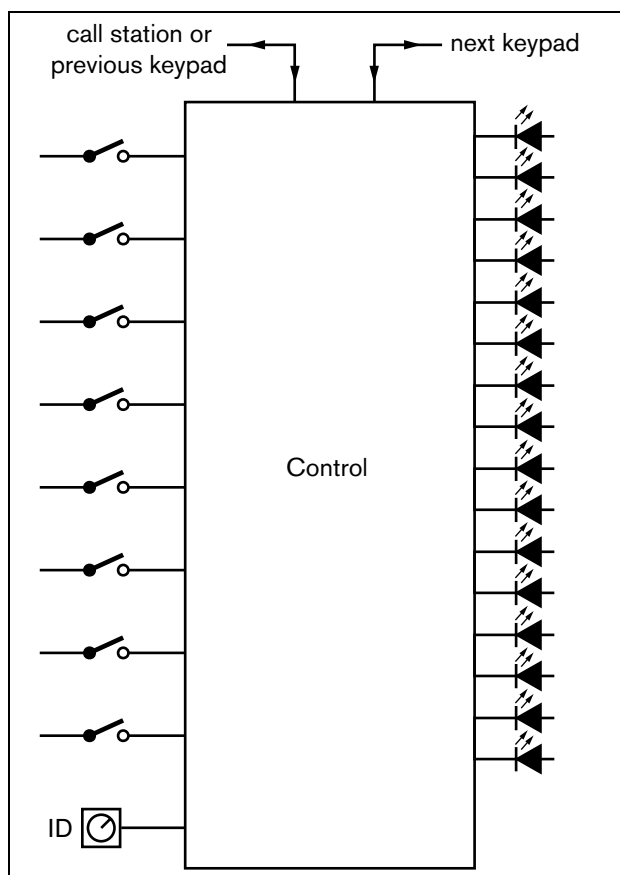 call station or
previous keypad
next keypad
Control
ID